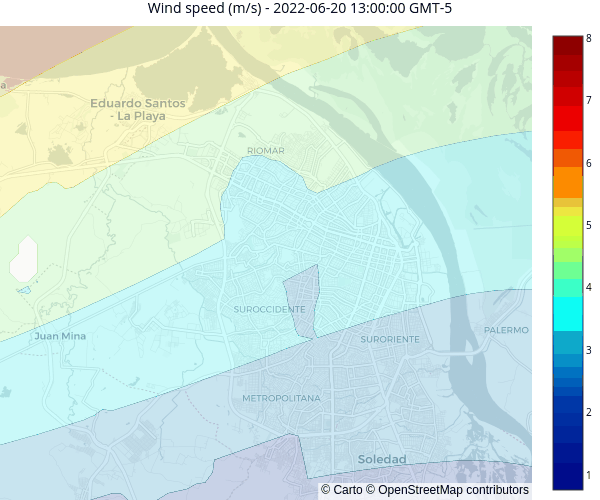 Wind speed (m/s) - 2022-06-20 13:00:00 GMT-5
8
a
Eduardo Santos
- La Playa
7
RIOMAR
6
5
4
SUROCCIDENTE
PALERMO
Juan Mina
SURORIENTE
3
METROPOLITANA
2
Soledad
1
© Carto © OpenStreetMap contributors